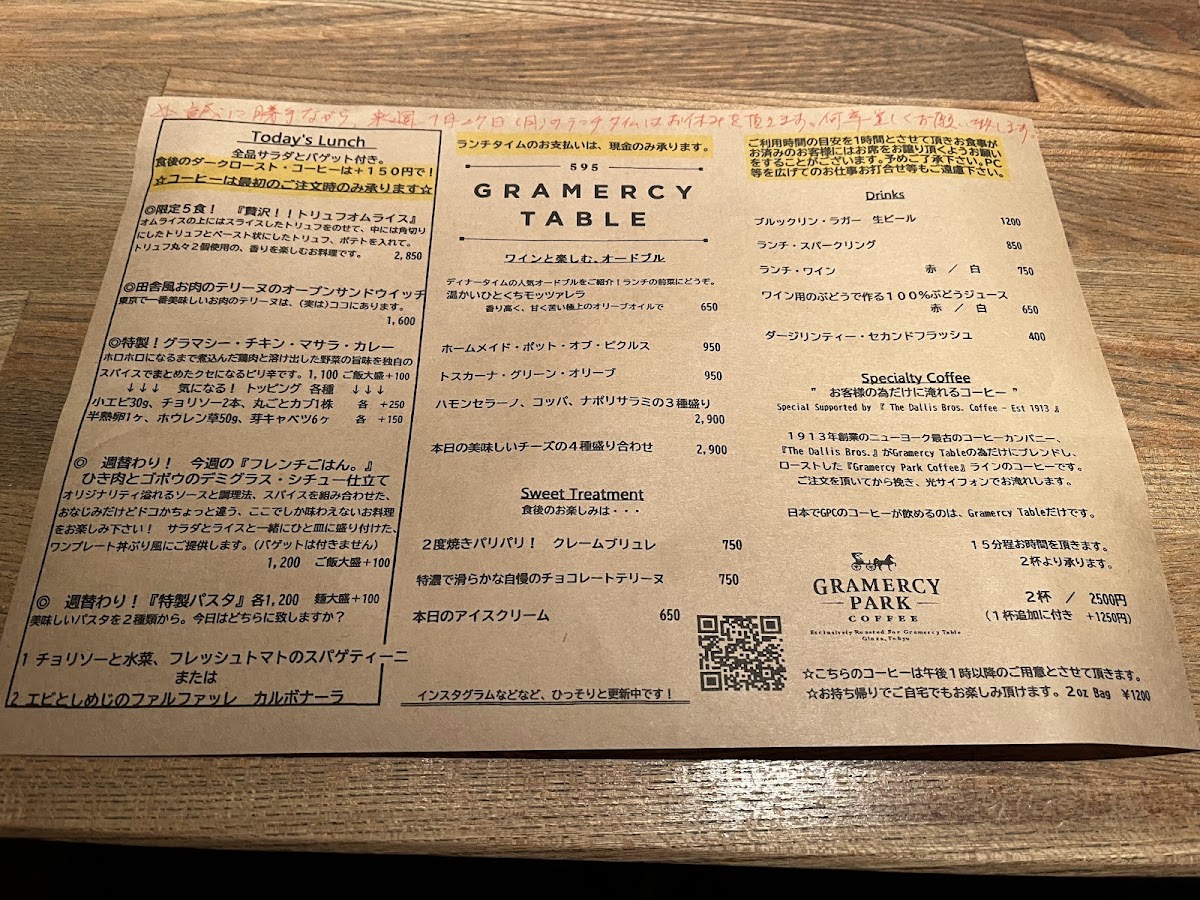 ※ 誠に勝手ながら、来週 1月27日(月)のランチタイムはお休みを頂きます。何卒宜しくお願い致します。
Today's Lunch
全品サラダとバゲット付き。
食後のダークロースト・コーヒーは+150円で!
☆コーヒーは最初のご注文時のみ承ります☆
◎限定5食! 『贅沢!!トリュフオムライス』
オムライスの上にはスライスしたトリュフをのせて、中には角切り
にしたトリュフとペースト状にしたトリュフ、ポテトを入れて。
トリュフ丸々2個使用の、香りを楽しむお料理です。 2,850
◎田舎風お肉のテリーヌのオープンサンドウイッチ
東京で一番美味しいお肉のテリーヌは、(実は)ココにあります。
1,600
◎特製!グラマシー・チキン・マサラ・カレー
ホロホロになるまで煮込んだ鶏肉と溶け出した野菜の旨味を独自の
スパイスでまとめたクセになるピリ辛です。1,100 ご飯大盛+100
↓↓↓ 気になる! トッピング 各種 ↓↓↓
小エビ30g、チョリソー2本、丸ごとカブ1株 各 +250
半熟卵1ヶ、ホウレン草50g、芽キャベツ6ヶ 各 +150
◎ 週替わり! 今週の『フレンチごはん。』
ひき肉とゴボウのデミグラス・シチュー仕立て
オリジナリティ溢れるソースと調理法、スパイスを組み合わせた、
おなじみだけどドコかちょっと違う、ここでしか味わえないお料理
をお楽しみ下さい! サラダとライスと一緒にひと皿に盛り付けた、
ワンプレート丼ぶり風にご提供します。(バゲットは付きません)
1,200 ご飯大盛+100
◎ 週替わり!『特製パスタ』各1,200 麺大盛+100
美味しいパスタを2種類から。今日はどちらに致しますか?
1 チョリソーと水菜、フレッシュトマトのスパゲティーニ
または
2 エビとしめじのファルファッレ カルボナーラ
ランチタイムのお支払いは、現金のみ承ります。
595
GRAMERCY
TABLE
ワインと楽しむ、オードブル
ディナータイムの人気オードブルをご紹介!ランチの前菜にどうぞ。
温かいひとくちモッツァレラ
香り高く、甘く苦い極上のオリーブオイルで 650
ホームメイド・ポット・オブ・ピクルス 950
トスカーナ・グリーン・オリーブ 950
ハモンセラーノ、コッパ、ナポリサラミの3種盛り
2,900
本日の美味しいチーズの4種盛り合わせ 2,900
Sweet Treatment
食後のお楽しみは・・・
2度焼きパリパリ! クレームブリュレ 750
特濃で滑らかな自慢のチョコレートテリーヌ 750
本日のアイスクリーム 650
インスタグラムなどなど、ひっそりと更新中です!
ご利用時間の目安を1時間とさせて頂きお食事が
お済みのお客様にはお席をお譲り頂くようお願い
をすることがございます。予めご了承下さい。PC
等を広げてのお仕事お打合せ等もご遠慮下さい。
Drinks
ブルックリン・ラガー 生ビール 1200
ランチ・スパークリング 850
ランチ・ワイン 赤 / 白 750
ワイン用のぶどうで作る100%ぶどうジュース
赤 / 白 650
ダージリンティー・セカンドフラッシュ 400
Specialty Coffee
" お客様の為だけに淹れるコーヒー "
Special Supported by 『 The Dallis Bros. Coffee - Est 1913 』
1913年創業のニューヨーク最古のコーヒーカンパニー、
『The Dallis Bros.』がGramercy Tableの為だけにブレンドし、
ローストした『Gramercy Park Coffee』ラインのコーヒーです。
ご注文を頂いてから挽き、光サイフォンでお淹れします。
日本でGPCのコーヒーが飲めるのは、Gramercy Tableだけです。
15分程お時間を頂ます。
2杯より承ります。
GRAMERCY
PARK
COFFEE
Exclusively Roasted For Gramercy Table
Ginza, Tokyo
2杯 / 2500円
(1杯追加に付き +1250円)
☆こちらのコーヒーは午後1時以降のご用意とさせて頂きます。
☆お持ち帰りでご自宅でもお楽しみ頂けます。2oz Bag ¥1200